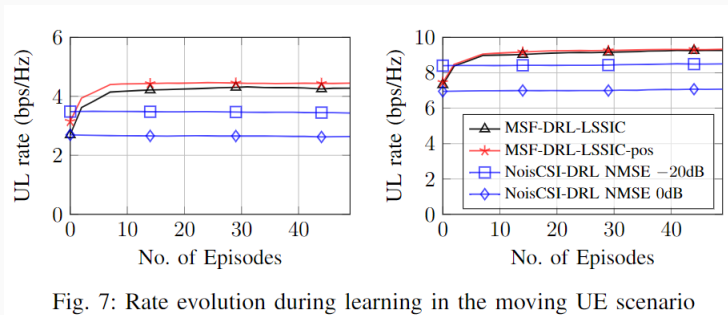 UL rate (bps/Hz)
6
4
2
0
0 10 20 30 40
No. of Episodes
UL rate (bps/Hz)
10
8
6
4
2
0
0 10 20 30 40
No. of Episodes
MSF-DRL-LSSIC
MSF-DRL-LSSIC-pos
NoisCSI-DRL NMSE −20dB
NoisCSI-DRL NMSE 0dB
Fig. 7: Rate evolution during learning in the moving UE scenario